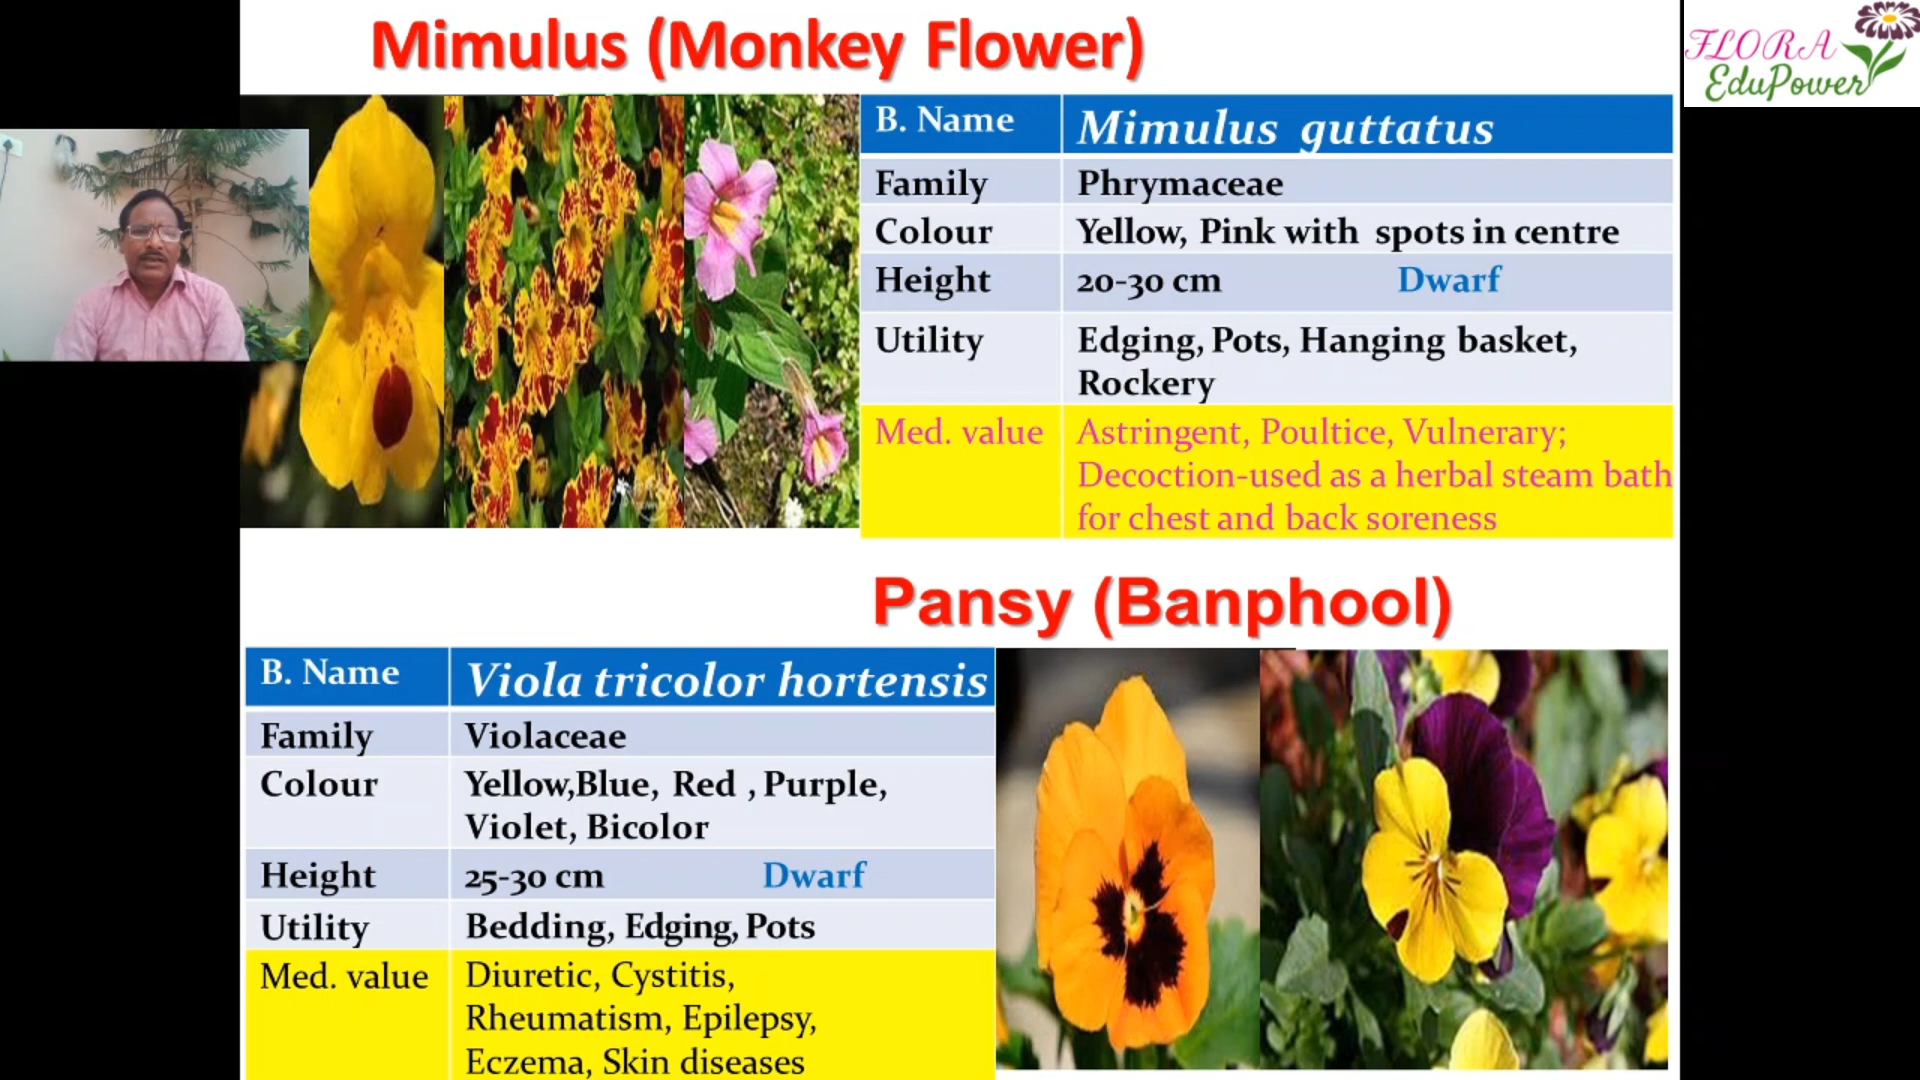 Mimulus (Monkey Flower)
FLORA
EduPower
B. Name Mimulus guttatus
Family Phrymaceae
Colour Yellow, Pink with spots in centre
Height 20-30 cm Dwarf
Utility Edging, Pots, Hanging basket,
Rockery
Med. value Astringent, Poultice, Vulnerary;
Decoction-used as a herbal steam bath
for chest and back soreness
Pansy (Banphool)
B. Name Viola tricolor hortensis
Family Violaceae
Colour Yellow,Blue, Red , Purple,
Violet, Bicolor
Height 25-30 cm Dwarf
Utility Bedding, Edging, Pots
Med. value Diuretic, Cystitis,
Rheumatism, Epilepsy,
Eczema, Skin diseases